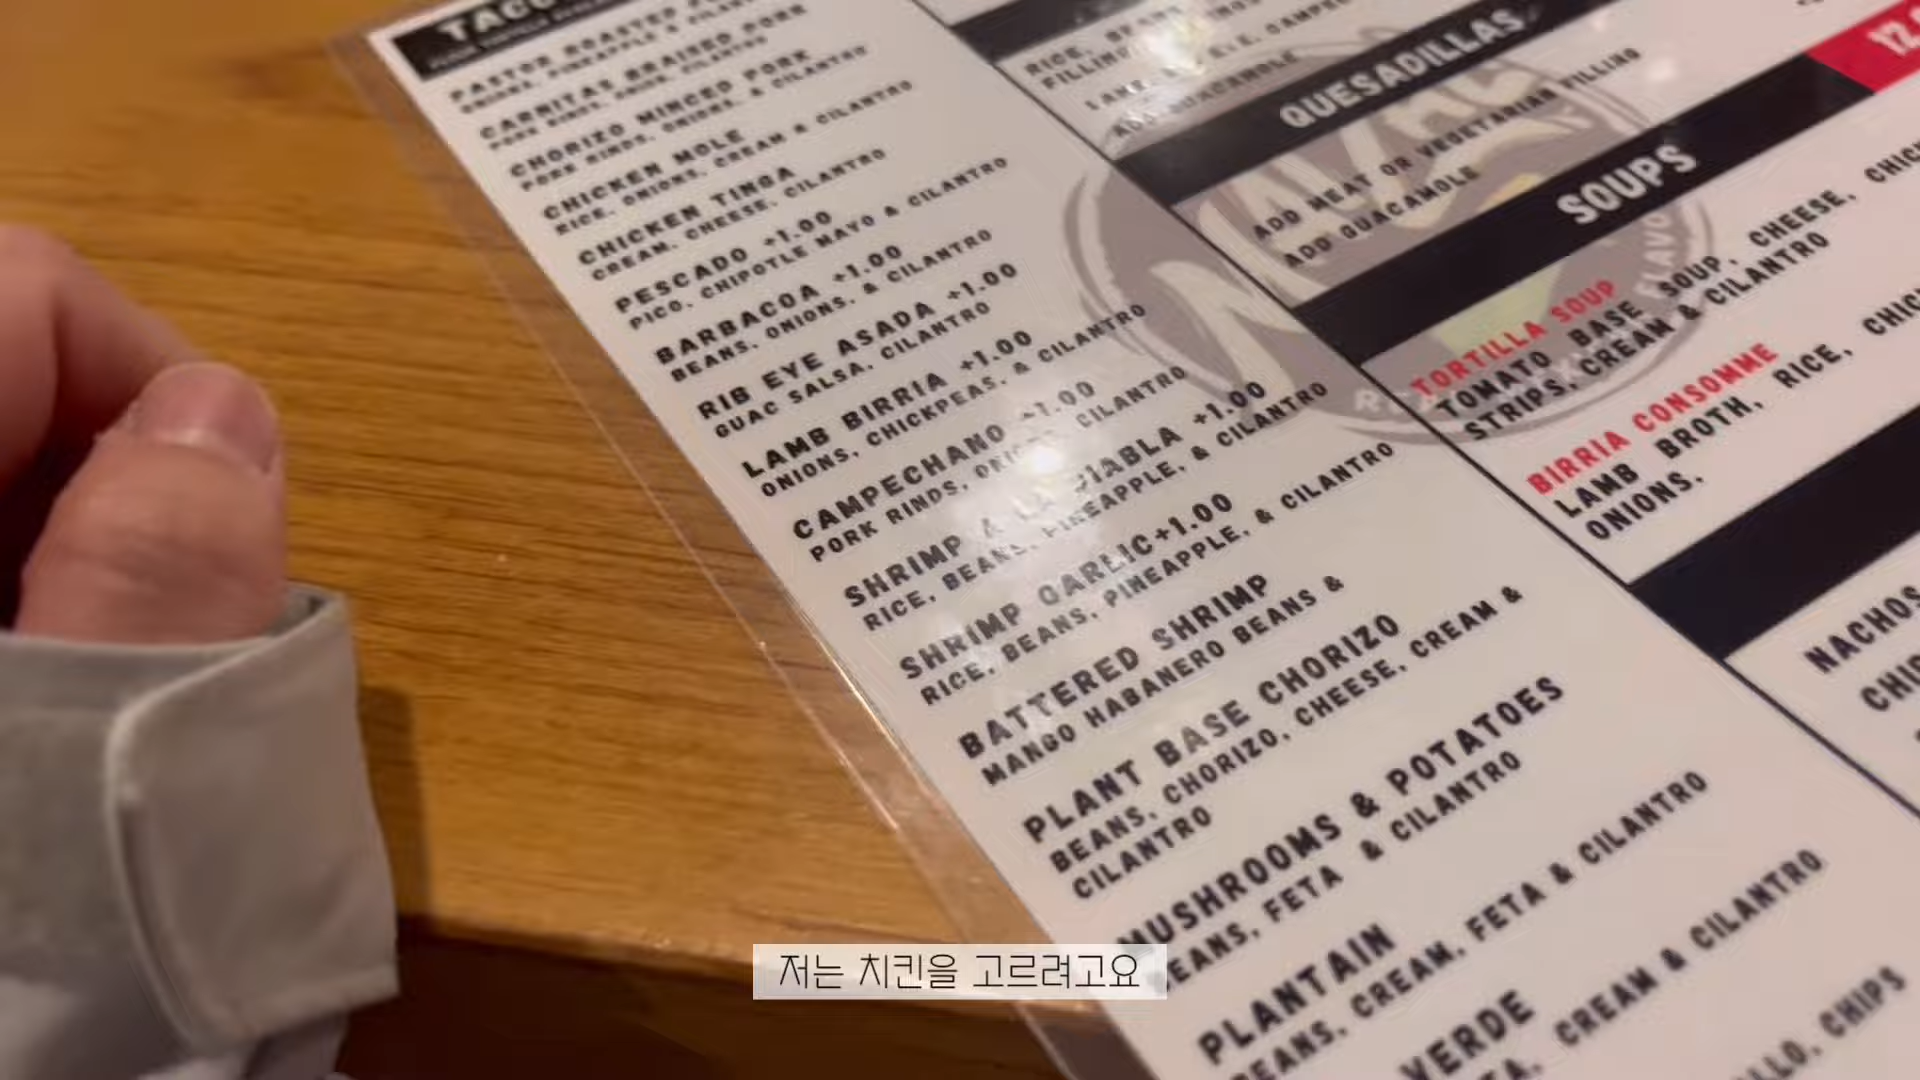 TACO
PASTOR ROASTED
ONIONS, PINEAPPLE & CILANTRO
CARNITAS BRAISED PORK
PORK RINDS, ONION, CILANTRO
CHORIZO MINCED PORK
PORK RINDS, ONIONS, & CILANTRO
CHICKEN MOLE
RICE, ONIONS, CREAM & CILANTRO
CHICKEN TINGA
CREAM, CHEESE, CILANTRO
PESCADO +1.00
PICO, CHIPOTLE MAYO & CILANTRO
BARBACOA +1.00
BEANS, ONIONS, & CILANTRO
RIB EYE ASADA +1.00
GUAC SALSA, CILANTRO
LAMB BIRRIA +1.00
ONIONS, CHICKPEAS, & CILANTRO
CAMPECHANO +1.00
PORK RINDS, ONIONS, CILANTRO
SHRIMP A LA DIABLA +1.00
RICE, BEANS, PINEAPPLE, & CILANTRO
SHRIMP GARLIC+1.00
RICE, BEANS, PINEAPPLE, & CILANTRO
BATTERED SHRIMP
MANGO HABANERO BEANS &
PLANT BASE CHORIZO
BEANS, CHORIZO, CHEESE, CREAM &
CILANTRO
MUSHROOMS & POTATOES
BEANS, FETA & CILANTRO
PLANTAIN
BEANS, CREAM, FETA & CILANTRO
VERDE
CREAM & CILANTRO
CHIPS
RICE,
ADD GUACAMOLE
QUESADILLAS
ADD MEAT OR VEGETARIAN FILLING
ADD GUACAMOLE
SOUPS
TORTILLA SOUP
TOMATO BASE SOUP, CHEESE,
STRIPS, CREAM & CILANTRO
BIRRIA CONSOMME
LAMB BROTH, RICE,
ONIONS.
NACHOS
저는 치킨을 고르려고요